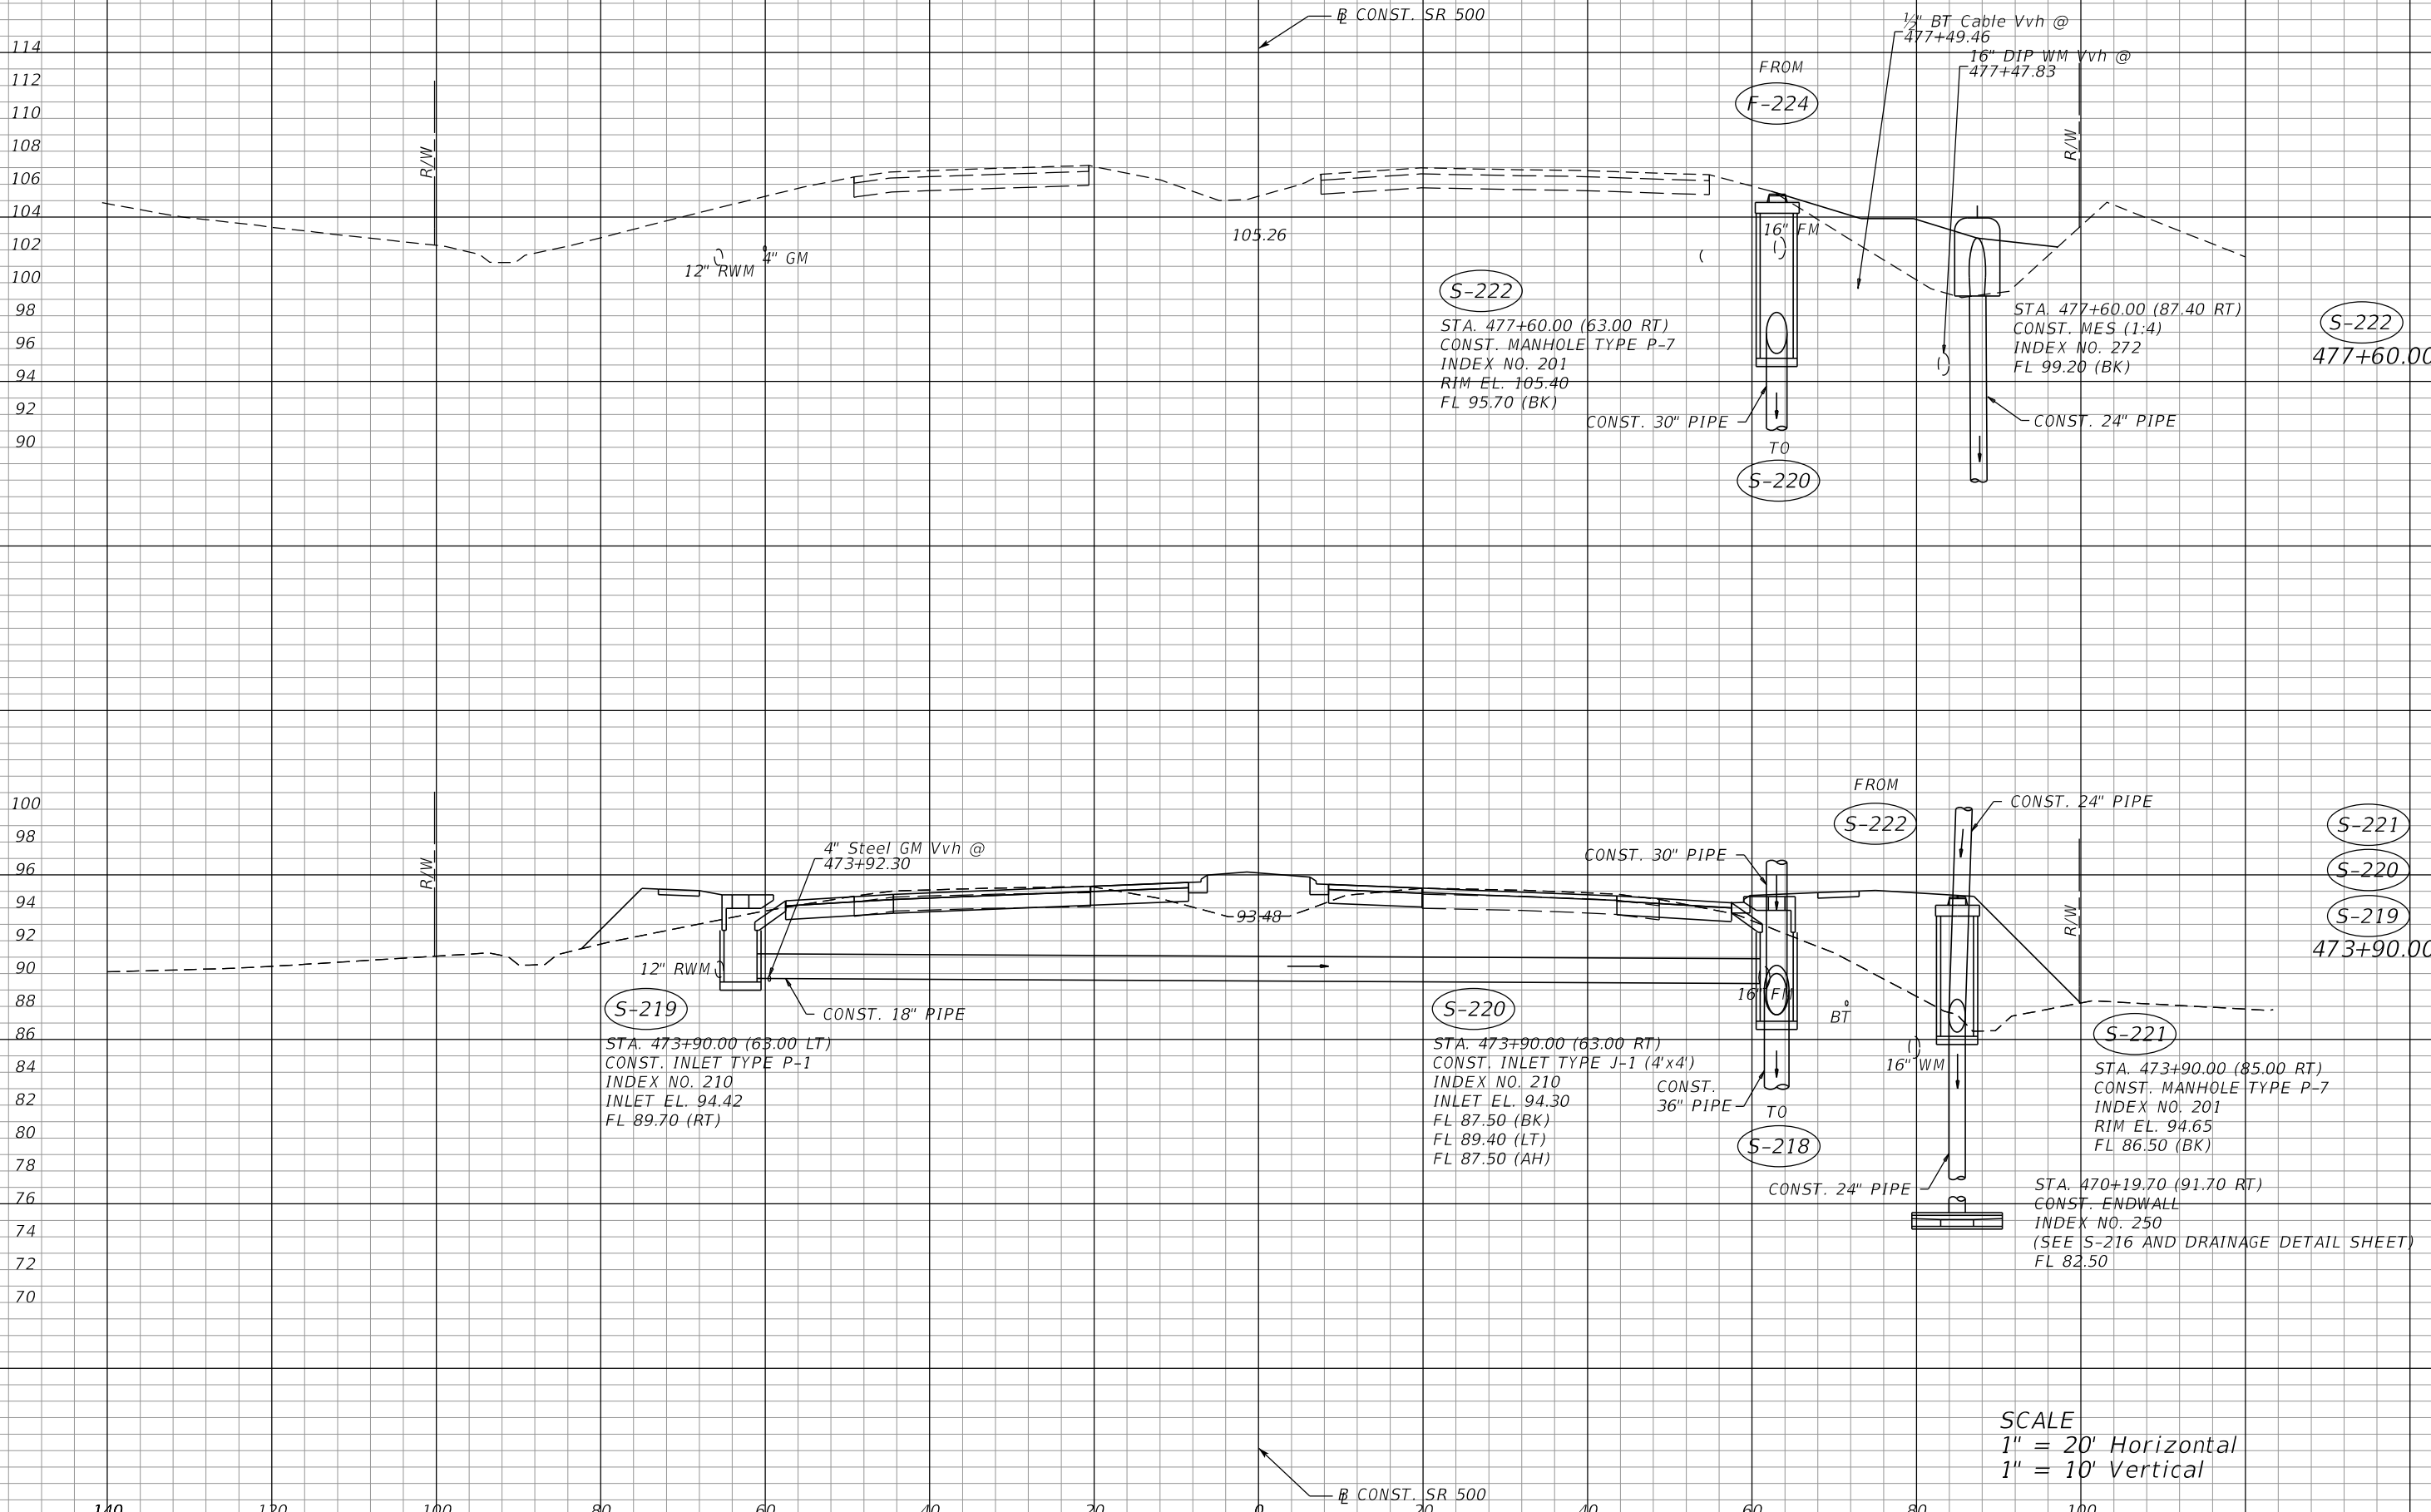 ℄ CONST. SR 500
½" BT Cable Vvh @
477+49.46
16" DIP WM Vvh @
477+47.83
FROM
F-224
114
112
110
108
106
104
102
100
98
96
94
92
90
R/W
R/W
12" RWM
4" GM
105.26
16" FM
S-222
STA. 477+60.00 (63.00 RT)
CONST. MANHOLE TYPE P-7
INDEX NO. 201
RIM EL. 105.40
FL 95.70 (BK)
CONST. 30" PIPE
TO
S-220
STA. 477+60.00 (87.40 RT)
CONST. MES (1:4)
INDEX NO. 272
FL 99.20 (BK)
CONST. 24" PIPE
S-222
477+60.00
100
98
96
94
92
90
88
86
84
82
80
78
76
74
72
70
R/W
4" Steel GM Vvh @
473+92.30
12" RWM
CONST. 18" PIPE
S-219
STA. 473+90.00 (63.00 LT)
CONST. INLET TYPE P-1
INDEX NO. 210
INLET EL. 94.42
FL 89.70 (RT)
93.48
S-220
STA. 473+90.00 (63.00 RT)
CONST. INLET TYPE J-1 (4'x4')
INDEX NO. 210
INLET EL. 94.30
FL 87.50 (BK)
FL 89.40 (LT)
FL 87.50 (AH)
CONST. 30" PIPE
16" FM
CONST.
36" PIPE
TO
S-218
FROM
S-222
CONST. 24" PIPE
BT
16" WM
R/W
CONST. 24" PIPE
S-221
STA. 473+90.00 (85.00 RT)
CONST. MANHOLE TYPE P-7
INDEX NO. 201
RIM EL. 94.65
FL 86.50 (BK)
STA. 470+19.70 (91.70 RT)
CONST. ENDWALL
INDEX NO. 250
(SEE S-216 AND DRAINAGE DETAIL SHEET)
FL 82.50
S-221
S-220
S-219
473+90.00
SCALE
1" = 20' Horizontal
1" = 10' Vertical
℄ CONST. SR 500
140 120 100 80 60 40 20 0 20 40 60 80 100